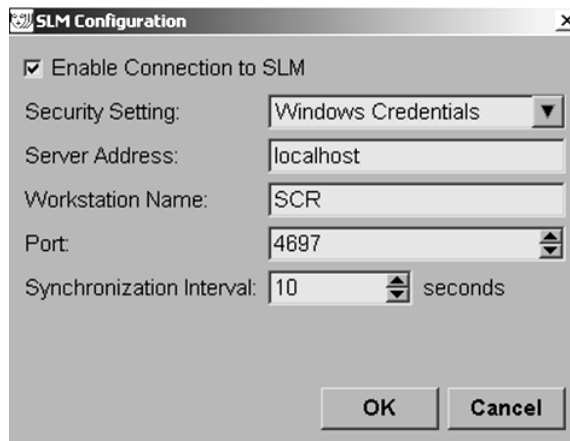 SLM Configuration
Enable Connection to SLM
Security Setting: Windows Credentials
Server Address: localhost
Workstation Name: SCR
Port: 4697
Synchronization Interval: 10 seconds
OK Cancel